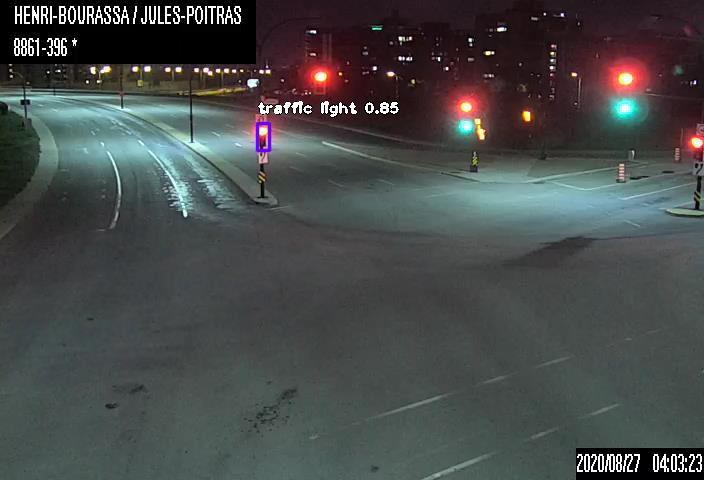 HENRI-BOURASSA / JULES-POITRAS
8861-396 *
traffic light 0.85
2020/08/27 04:03:23